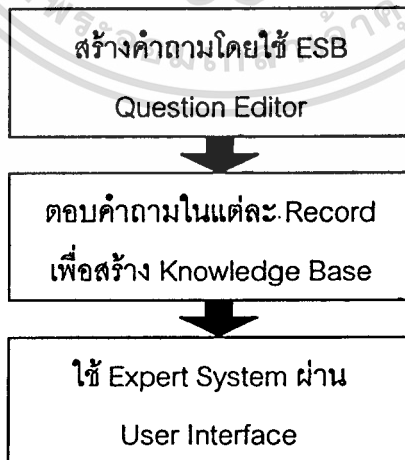 สร้างคำถามโดยใช้ ESB
Question Editor
ตอบคำถามในแต่ละ Record
เพื่อสร้าง Knowledge Base
ใช้ Expert System ผ่าน
User Interface